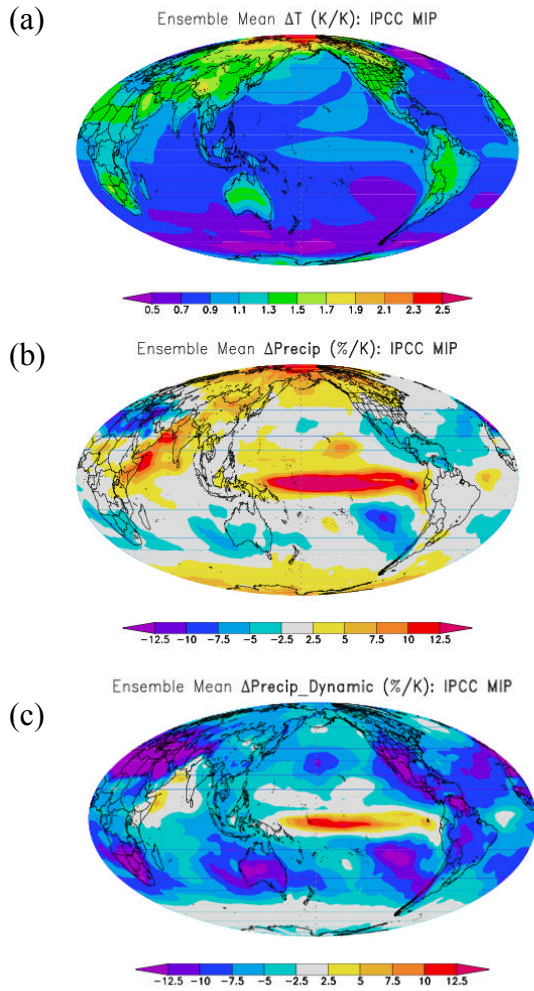 (a)
Ensemble Mean ΔT (K/K): IPCC MIP
0.5 0.7 0.9 1.1 1.3 1.5 1.7 1.9 2.1 2.3 2.5
(b)
Ensemble Mean ΔPrecip (%/K): IPCC MIP
-12.5 -10 -7.5 -5 -2.5 2.5 5 7.5 10 12.5
(c)
Ensemble Mean ΔPrecip_Dynamic (%/K): IPCC MIP
-12.5 -10 -7.5 -5 -2.5 2.5 5 7.5 10 12.5